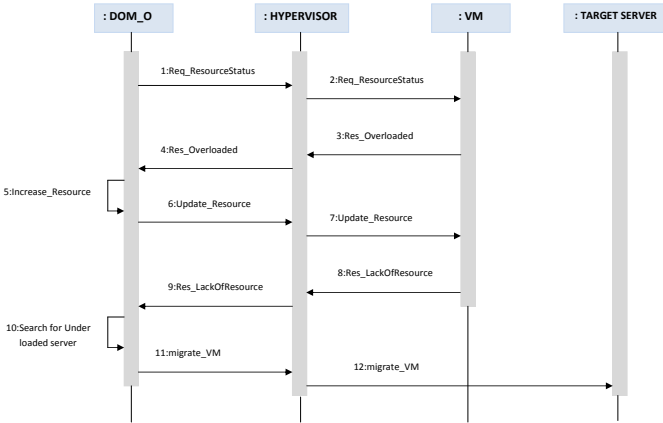 : DOM_O
: HYPERVISOR
: VM
: TARGET SERVER
1:Req_ResourceStatus
2:Req_ResourceStatus
3:Res_Overloaded
4:Res_Overloaded
5:Increase_Resource
6:Update_Resource
7:Update_Resource
8:Res_LackOfResource
9:Res_LackOfResource
10:Search for Under
loaded server
11:migrate_VM
12:migrate_VM